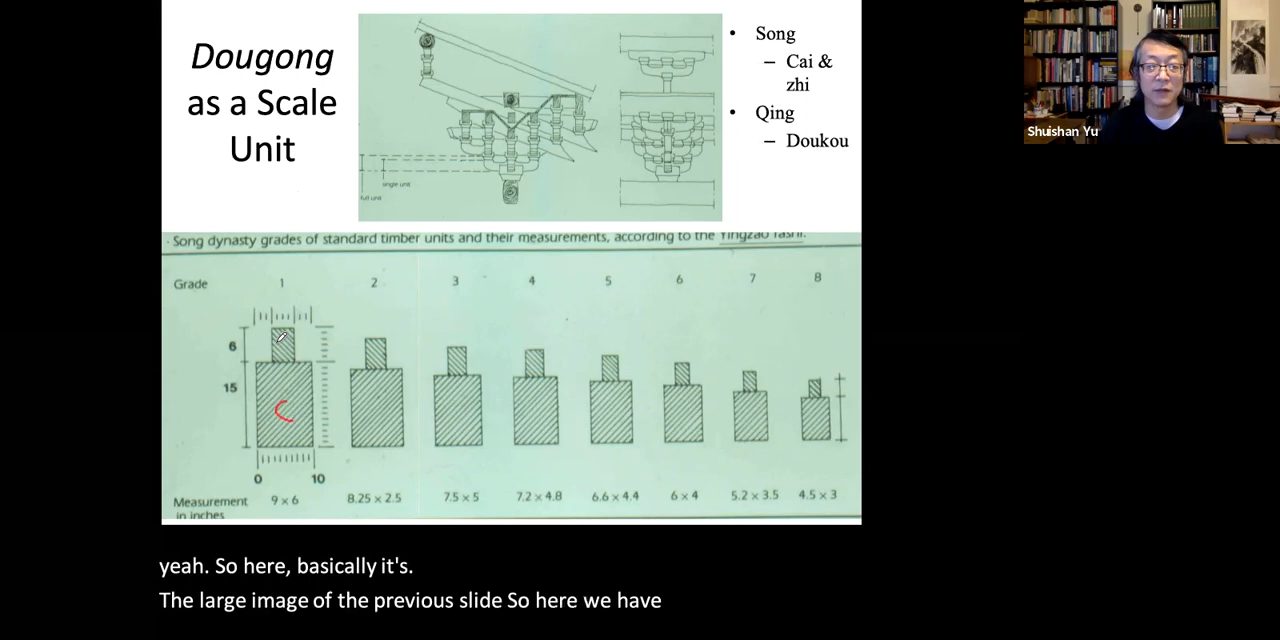 Dougong
as a Scale
Unit
single unit
full unit
• Song
– Cai &
zhi
• Qing
– Doukou
Shuishan Yu
· Song dynasty grades of standard timber units and their measurements, according to the Yingzao fashi.
Grade 1 2 3 4 5 6 7 8
6
15
C
0 10
Measurement
in inches
9 × 6 8.25 × 2.5 7.5 × 5 7.2 × 4.8 6.6 × 4.4 6 × 4 5.2 × 3.5 4.5 × 3
yeah. So here, basically it's.
The large image of the previous slide So here we have